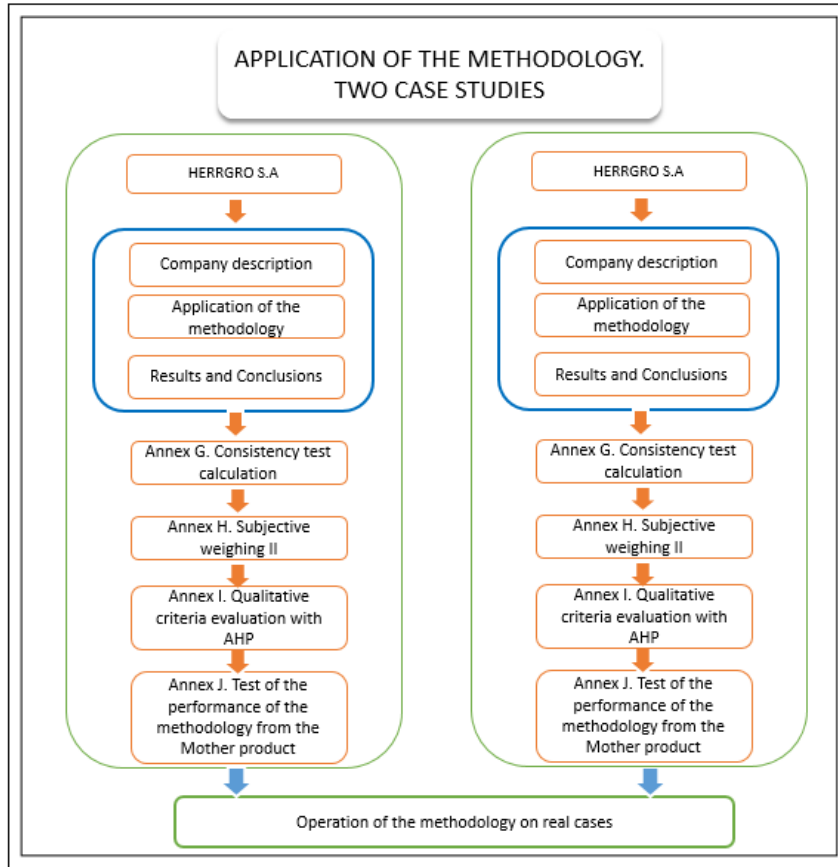 APPLICATION OF THE METHODOLOGY.
TWO CASE STUDIES
HERRGRO S.A
Company description
Application of the
methodology
Results and Conclusions
Annex G. Consistency test
calculation
Annex H. Subjective
weighing II
Annex I. Qualitative
criteria evaluation with
AHP
Annex J. Test of the
performance of the
methodology from the
Mother product
HERRGRO S.A
Company description
Application of the
methodology
Results and Conclusions
Annex G. Consistency test
calculation
Annex H. Subjective
weighing II
Annex I. Qualitative
criteria evaluation with
AHP
Annex J. Test of the
performance of the
methodology from the
Mother product
Operation of the methodology on real cases